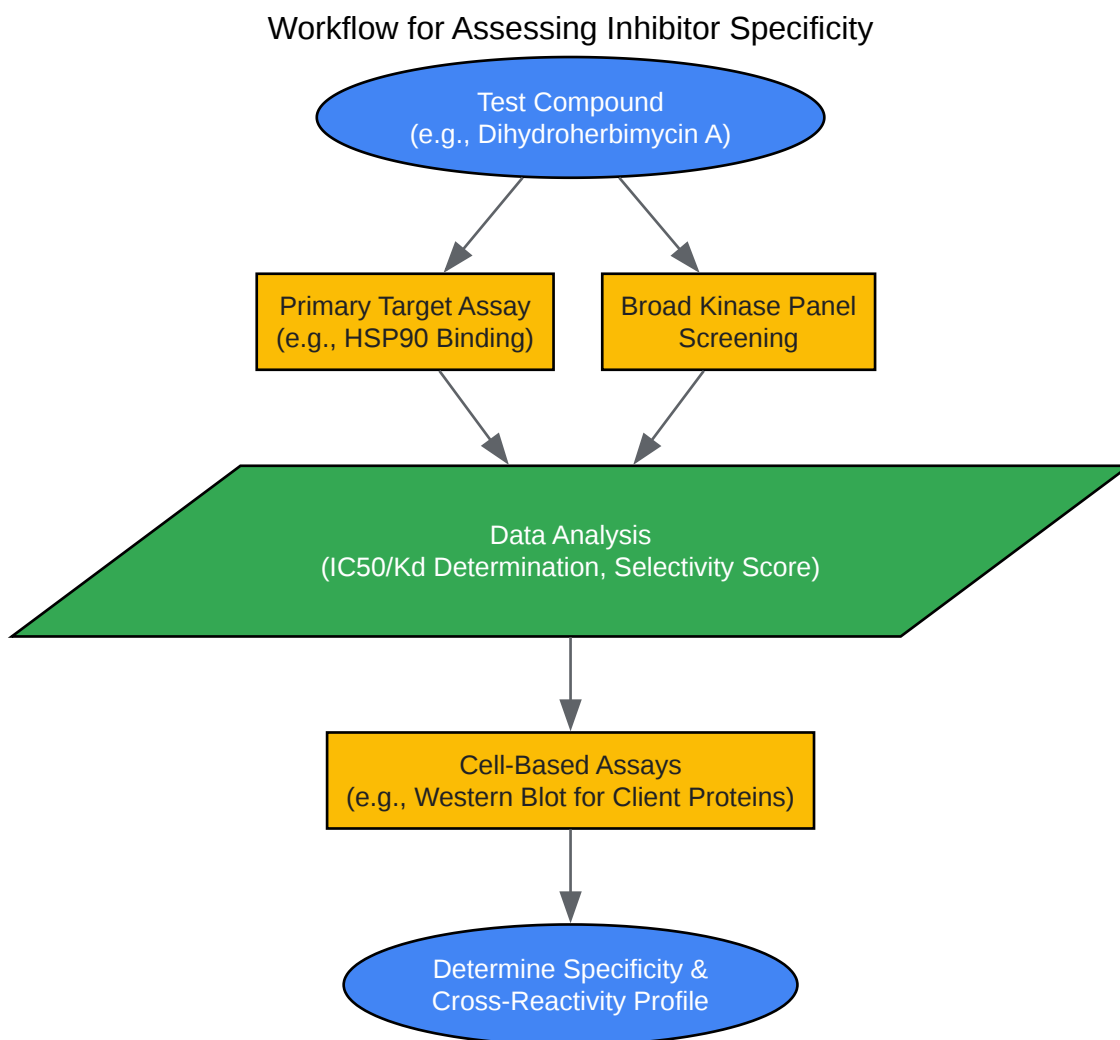 Workflow for Assessing Inhibitor Specificity
Test Compound
(e.g., Dihydroherbimycin A)
Primary Target Assay
(e.g., HSP90 Binding)
Broad Kinase Panel
Screening
Data Analysis
(IC50/Kd Determination, Selectivity Score)
Cell-Based Assays
(e.g., Western Blot for Client Proteins)
Determine Specificity &
Cross-Reactivity Profile